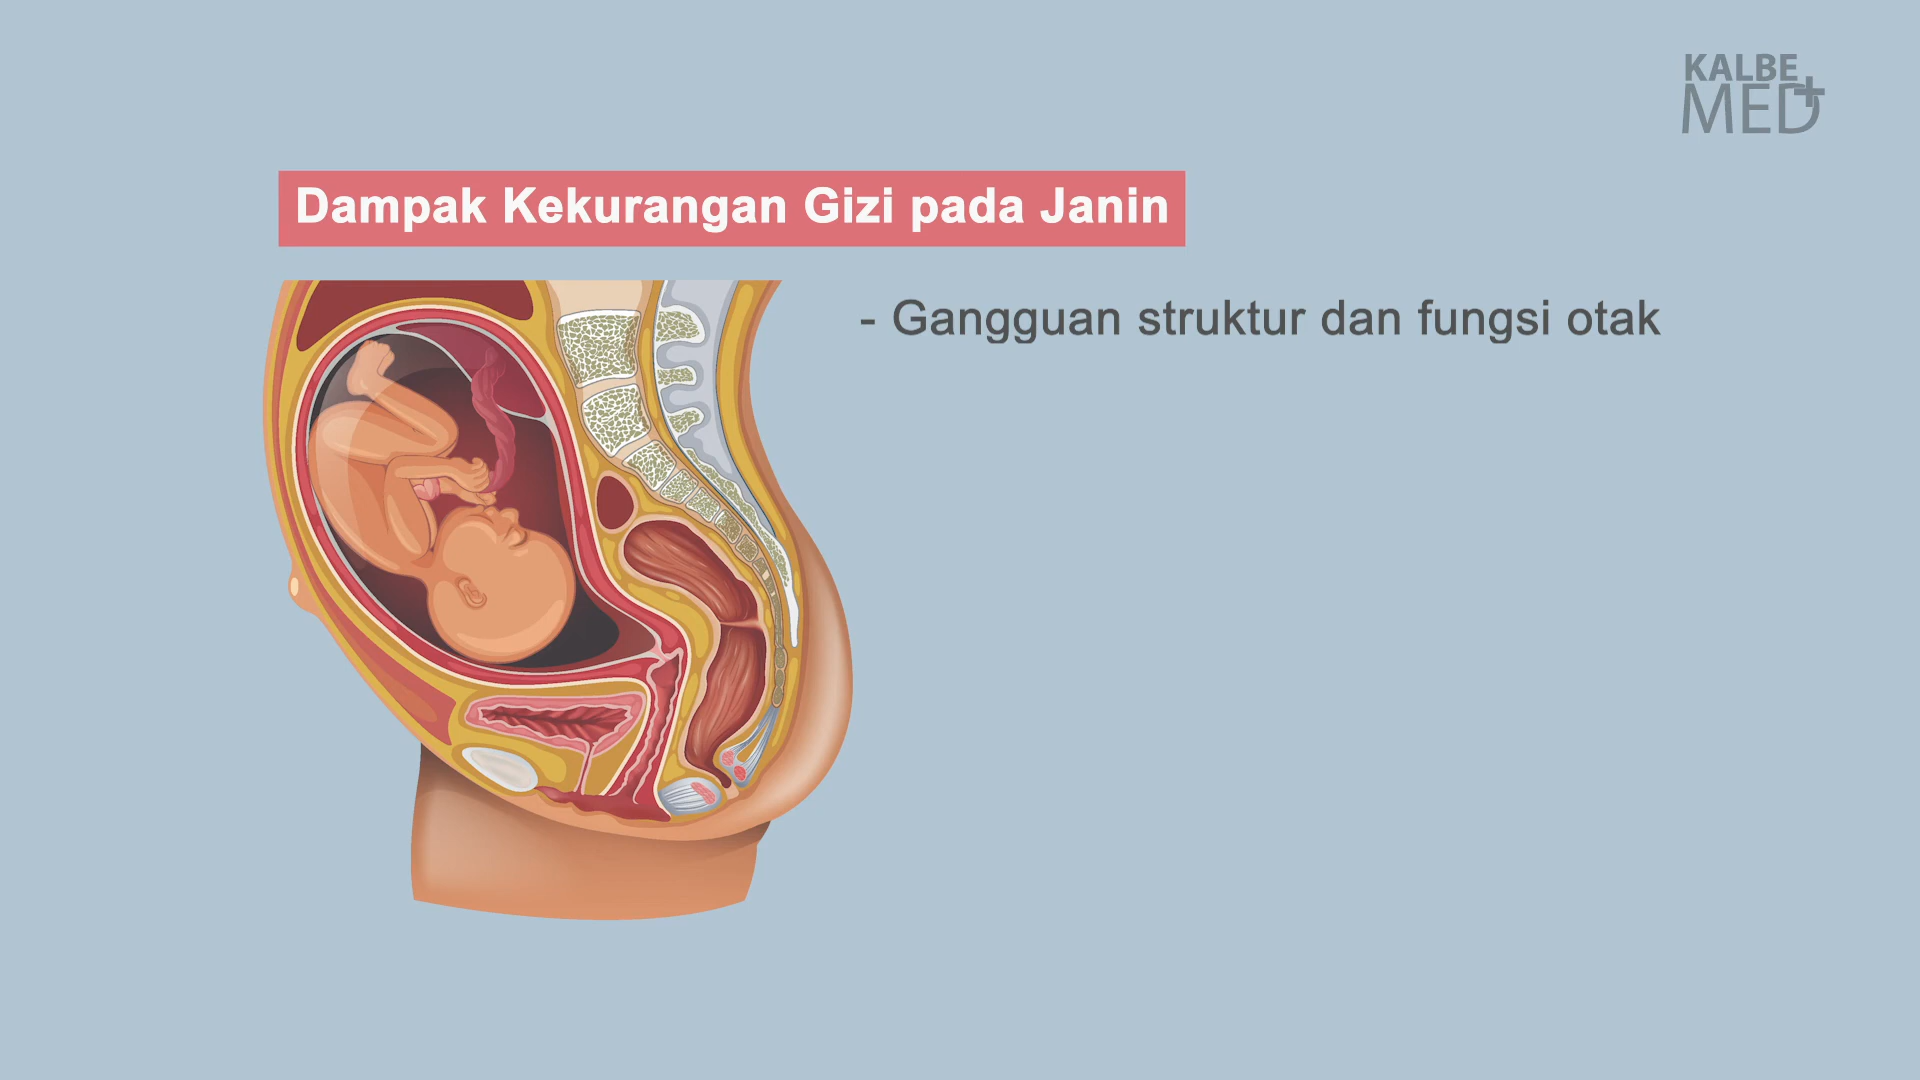 KALBE
MED+
Dampak Kekurangan Gizi pada Janin
- Gangguan struktur dan fungsi otak